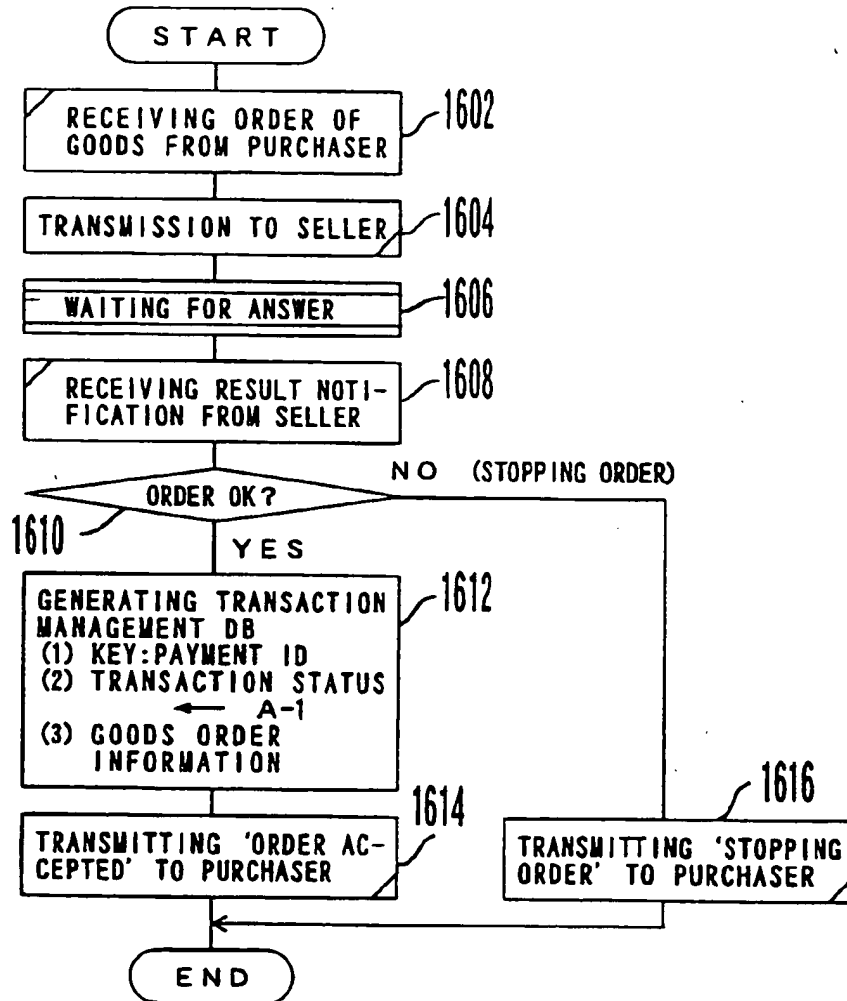 START
RECEIVING ORDER OF
GOODS FROM PURCHASER
1602
TRANSMISSION TO SELLER
1604
WAITING FOR ANSWER
1606
RECEIVING RESULT NOTI-
FICATION FROM SELLER
1608
ORDER OK?
NO (STOPPING ORDER)
1610
YES
GENERATING TRANSACTION
MANAGEMENT DB
(1) KEY:PAYMENT ID
(2) TRANSACTION STATUS
← A-1
(3) GOODS ORDER
INFORMATION
1612
TRANSMITTING 'ORDER AC-
CEPTED' TO PURCHASER
1614
TRANSMITTING 'STOPPING
ORDER' TO PURCHASER
1616
END